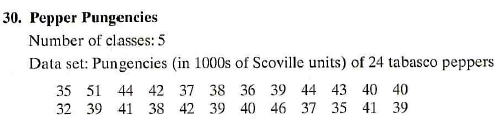 30. Pepper Pungencies
Number of classes: 5
Data set: Pungencies (in 1000s of Scoville units) of 24 tabasco peppers
35 51 44 42 37 38 36 39 44 43 40 40
32 39 41 38 42 39 40 46 37 35 41 39